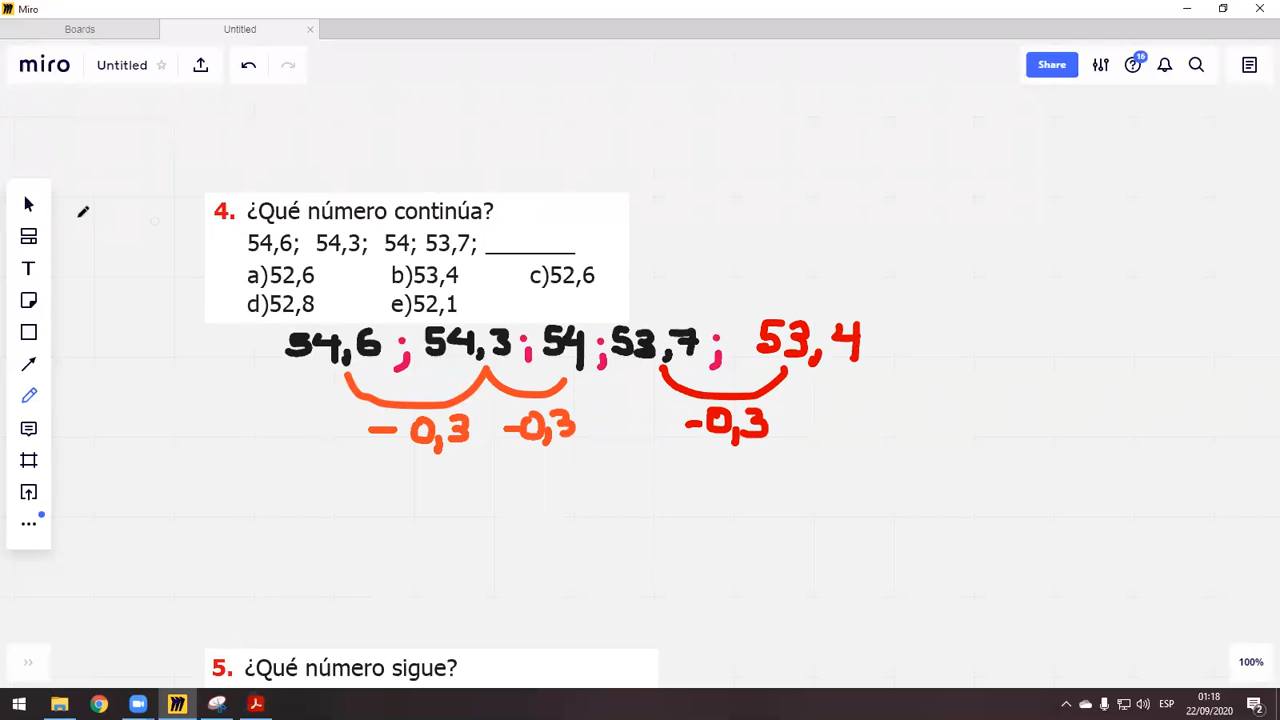 Miro
Boards
Untitled
miro
Untitled
Share
16
4. ¿Qué número continúa?
54,6; 54,3; 54; 53,7; ________
a)52,6 b)53,4 c)52,6
d)52,8 e)52,1
54,6 ; 54,3 ; 54 ; 53,7 ; 53,4
- 0,3 -0,3 -0,3
5. ¿Qué número sigue?
100%
01:18
ESP
22/09/2020
2